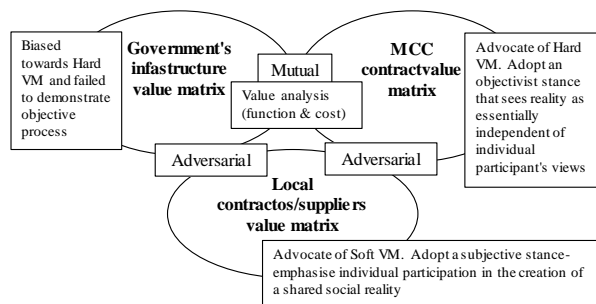 Biased
towards Hard
VM and failed
to demonstrate
objective
process
Government's
infastructure
value matrix
Mutual
Value analysis
(function & cost)
MCC
contractvalue
matrix
Advocate of Hard
VM. Adopt an
objectivist stance
that sees reality as
essentially
independent of
individual
participant's views
Adversarial
Adversarial
Local
contractos/suppliers
value matrix
Advocate of Soft VM. Adopt a subjective stance-
emphasise individual participation in the creation of
a shared social reality